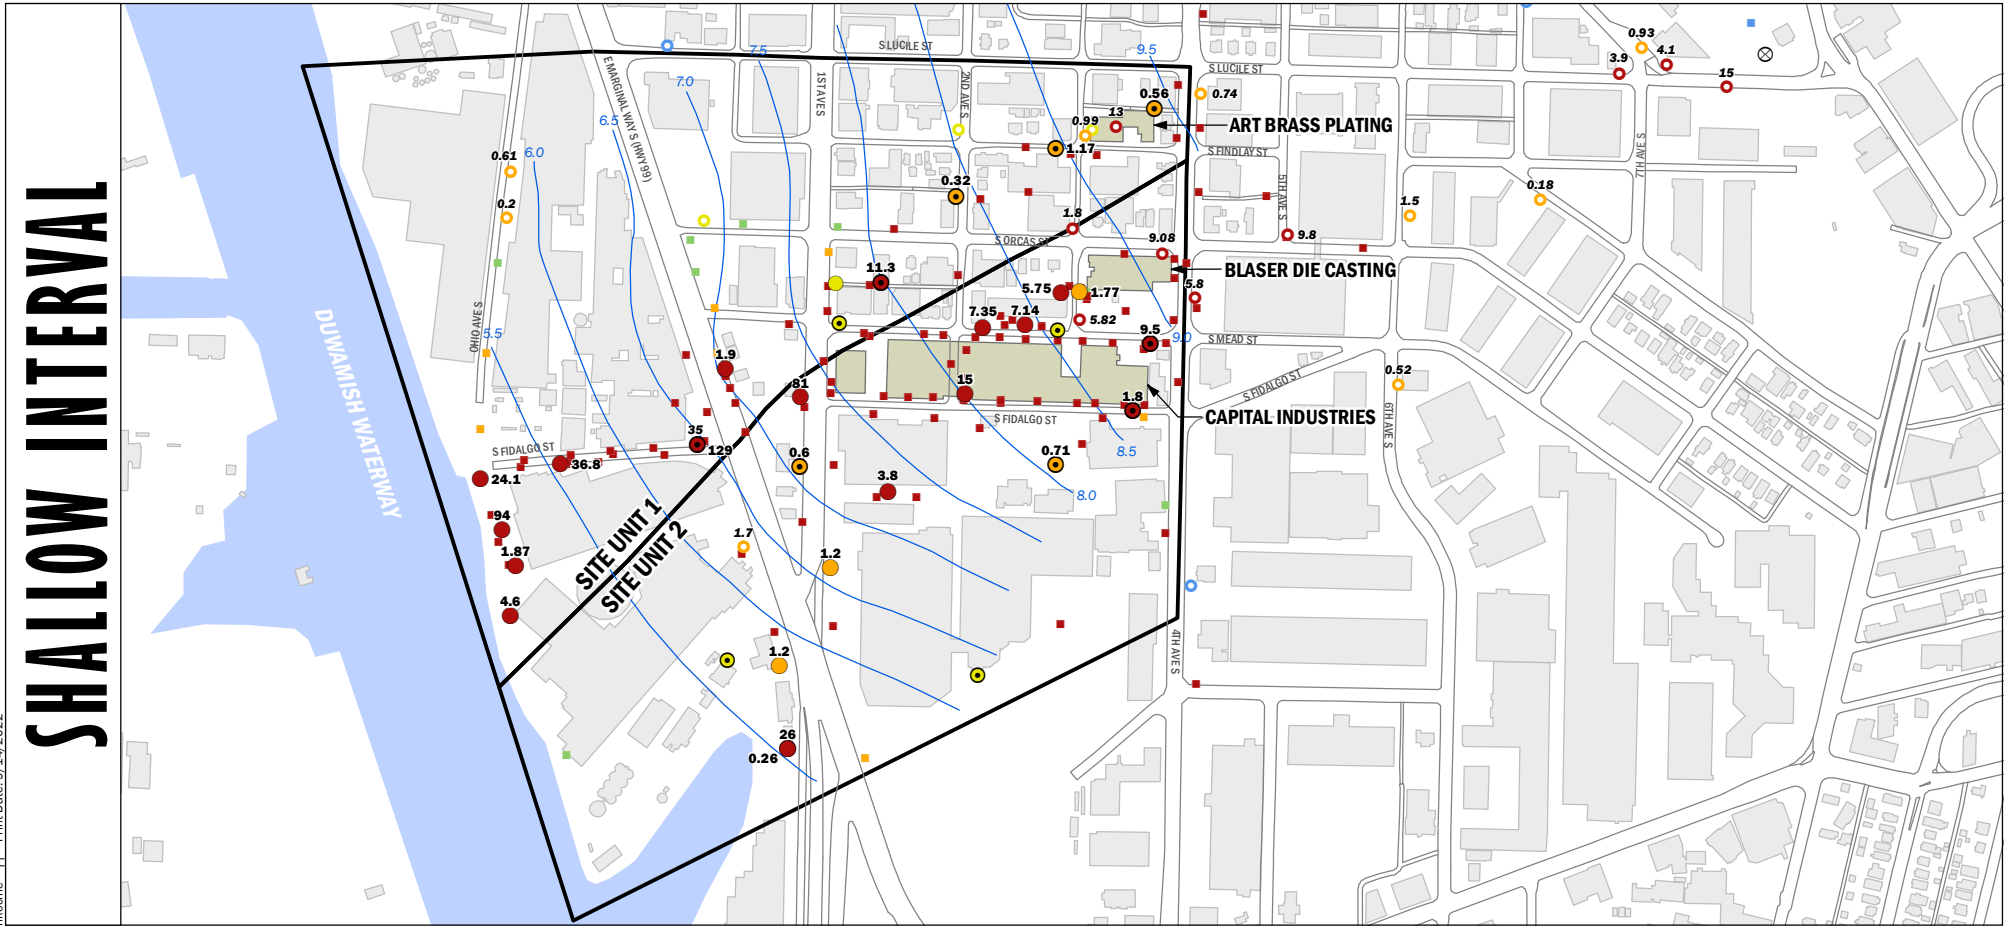 SHALLOW INTERVAL
DUWAMISH WATERWAY
OHIO AVE S
E MARGINAL WAY S (HWY 99)
1ST AVE S
2ND AVE S
S LUCILE ST
S LUCILE ST
S FINDLAY ST
S ORCAS ST
S MEAD ST
S FIDALGO ST
S FIDALGO ST
S FIDALGO ST
4TH AVE S
5TH AVE S
6TH AVE S
7TH AVE S
ART BRASS PLATING
BLASER DIE CASTING
CAPITAL INDUSTRIES
SITE UNIT 1
SITE UNIT 2
5.5
6.0
6.5
7.0
7.5
8.0
8.5
9.0
9.5
0.93
4.1
3.9
15
0.74
0.56
13
0.99
1.17
0.61
0.2
0.32
1.8
9.08
9.8
1.5
0.18
11.3
5.75
1.77
5.8
7.35
7.14
5.82
9.5
1.9
81
15
1.8
0.52
35
129
36.8
24.1
0.6
3.8
0.71
94
1.87
1.7
1.2
4.6
1.2
26
0.26